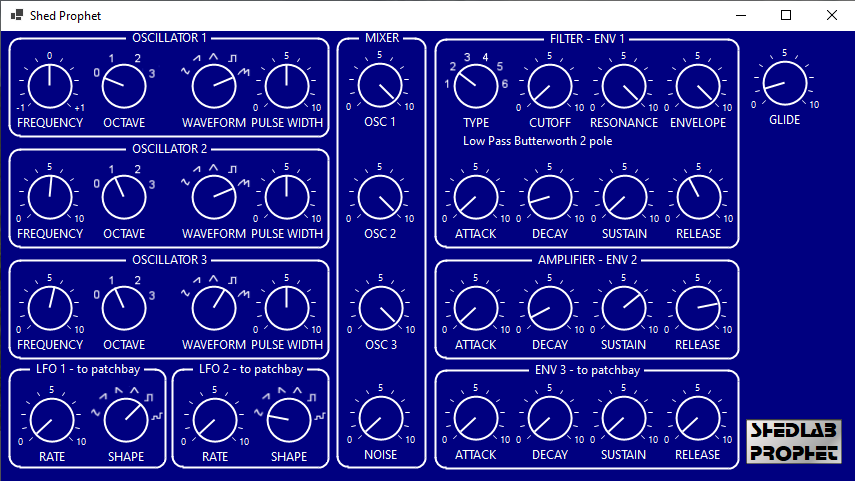 Shed Prophet
OSCILLATOR 1
0
-1 +1
FREQUENCY
0 1 2 3
OCTAVE
WAVEFORM
5
0 10
PULSE WIDTH
OSCILLATOR 2
5
0 10
FREQUENCY
0 1 2 3
OCTAVE
WAVEFORM
5
0 10
PULSE WIDTH
OSCILLATOR 3
5
0 10
FREQUENCY
0 1 2 3
OCTAVE
WAVEFORM
5
0 10
PULSE WIDTH
LFO 1 - to patchbay
5
0 10
RATE
SHAPE
LFO 2 - to patchbay
5
0 10
RATE
SHAPE
MIXER
5
0 10
OSC 1
5
0 10
OSC 2
5
0 10
OSC 3
5
0 10
NOISE
FILTER - ENV 1
1 2 3 4 5 6
TYPE
5
0 10
CUTOFF
5
0 10
RESONANCE
5
0 10
ENVELOPE
Low Pass Butterworth 2 pole
5
0 10
ATTACK
5
0 10
DECAY
5
0 10
SUSTAIN
5
0 10
RELEASE
AMPLIFIER - ENV 2
5
0 10
ATTACK
5
0 10
DECAY
5
0 10
SUSTAIN
5
0 10
RELEASE
ENV 3 - to patchbay
5
0 10
ATTACK
5
0 10
DECAY
5
0 10
SUSTAIN
5
0 10
RELEASE
5
0 10
GLIDE
SHEDLAB
PROPHET